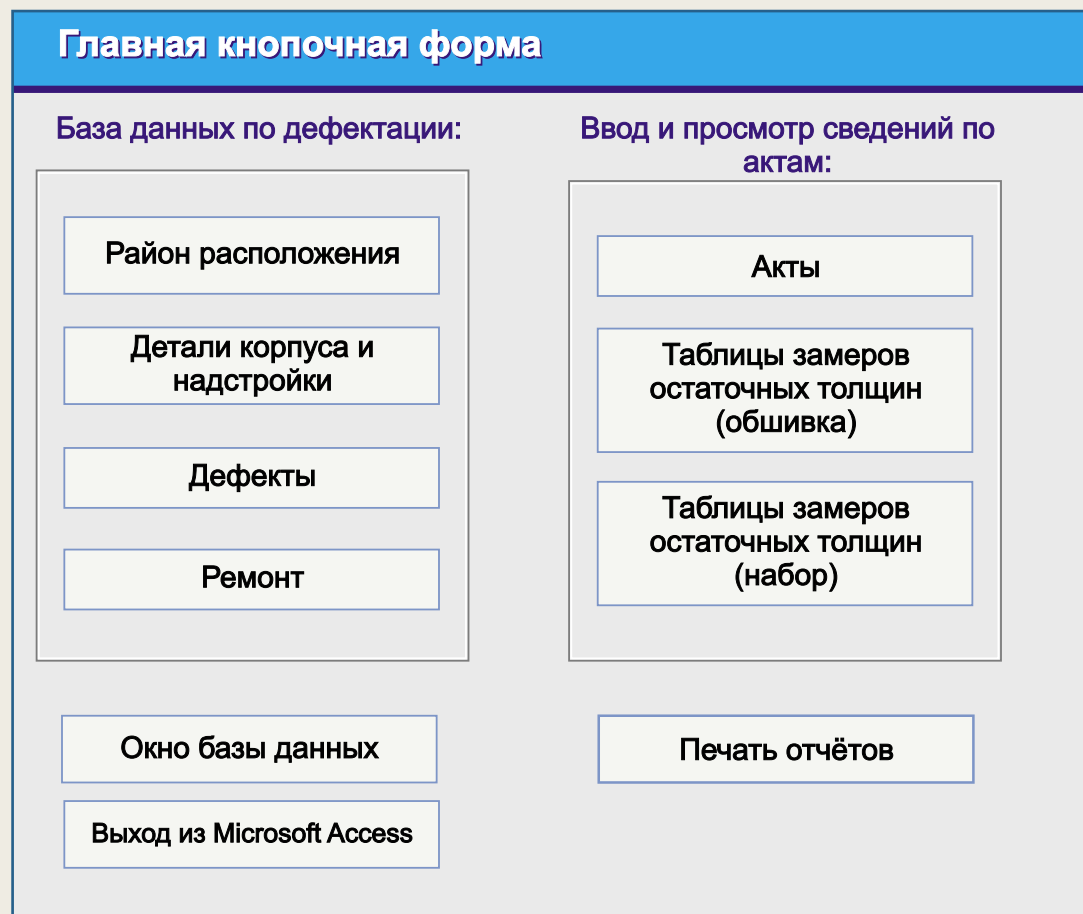 Главная кнопочная форма
База данных по дефектации:
Район расположения
Детали корпуса и
надстройки
Дефекты
Ремонт
Ввод и просмотр сведений по
актам:
Акты
Таблицы замеров
остаточных толщин
(обшивка)
Таблицы замеров
остаточных толщин
(набор)
Окно базы данных
Печать отчётов
Выход из Microsoft Access